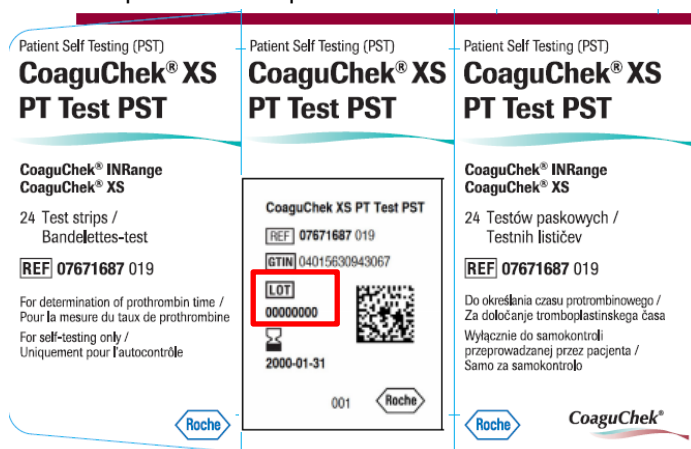 Patient Self Testing (PST)
CoaguChek® XS
PT Test PST
CoaguChek® INRange
CoaguChek® XS
24 Test strips /
Bandelettes-test
REF 07671687 019
For determination of prothrombin time /
Pour la mesure du taux de prothrombine
For self-testing only /
Uniquement pour l'autocontrôle
Roche
Patient Self Testing (PST)
CoaguChek® XS
PT Test PST
CoaguChek XS PT Test PST
REF 07671687 019
GTIN 04015630943067
LOT
00000000
2000-01-31
001
Roche
Patient Self Testing (PST)
CoaguChek® XS
PT Test PST
CoaguChek® INRange
CoaguChek® XS
24 Testów paskowych /
Testnih lističev
REF 07671687 019
Do określania czasu protrombinowego /
Za določanje tromboplastinskega časa
Wyłącznie do samokontroli
przeprowadzanej przez pacjenta /
Samo za samokontrolo
Roche
CoaguChek®